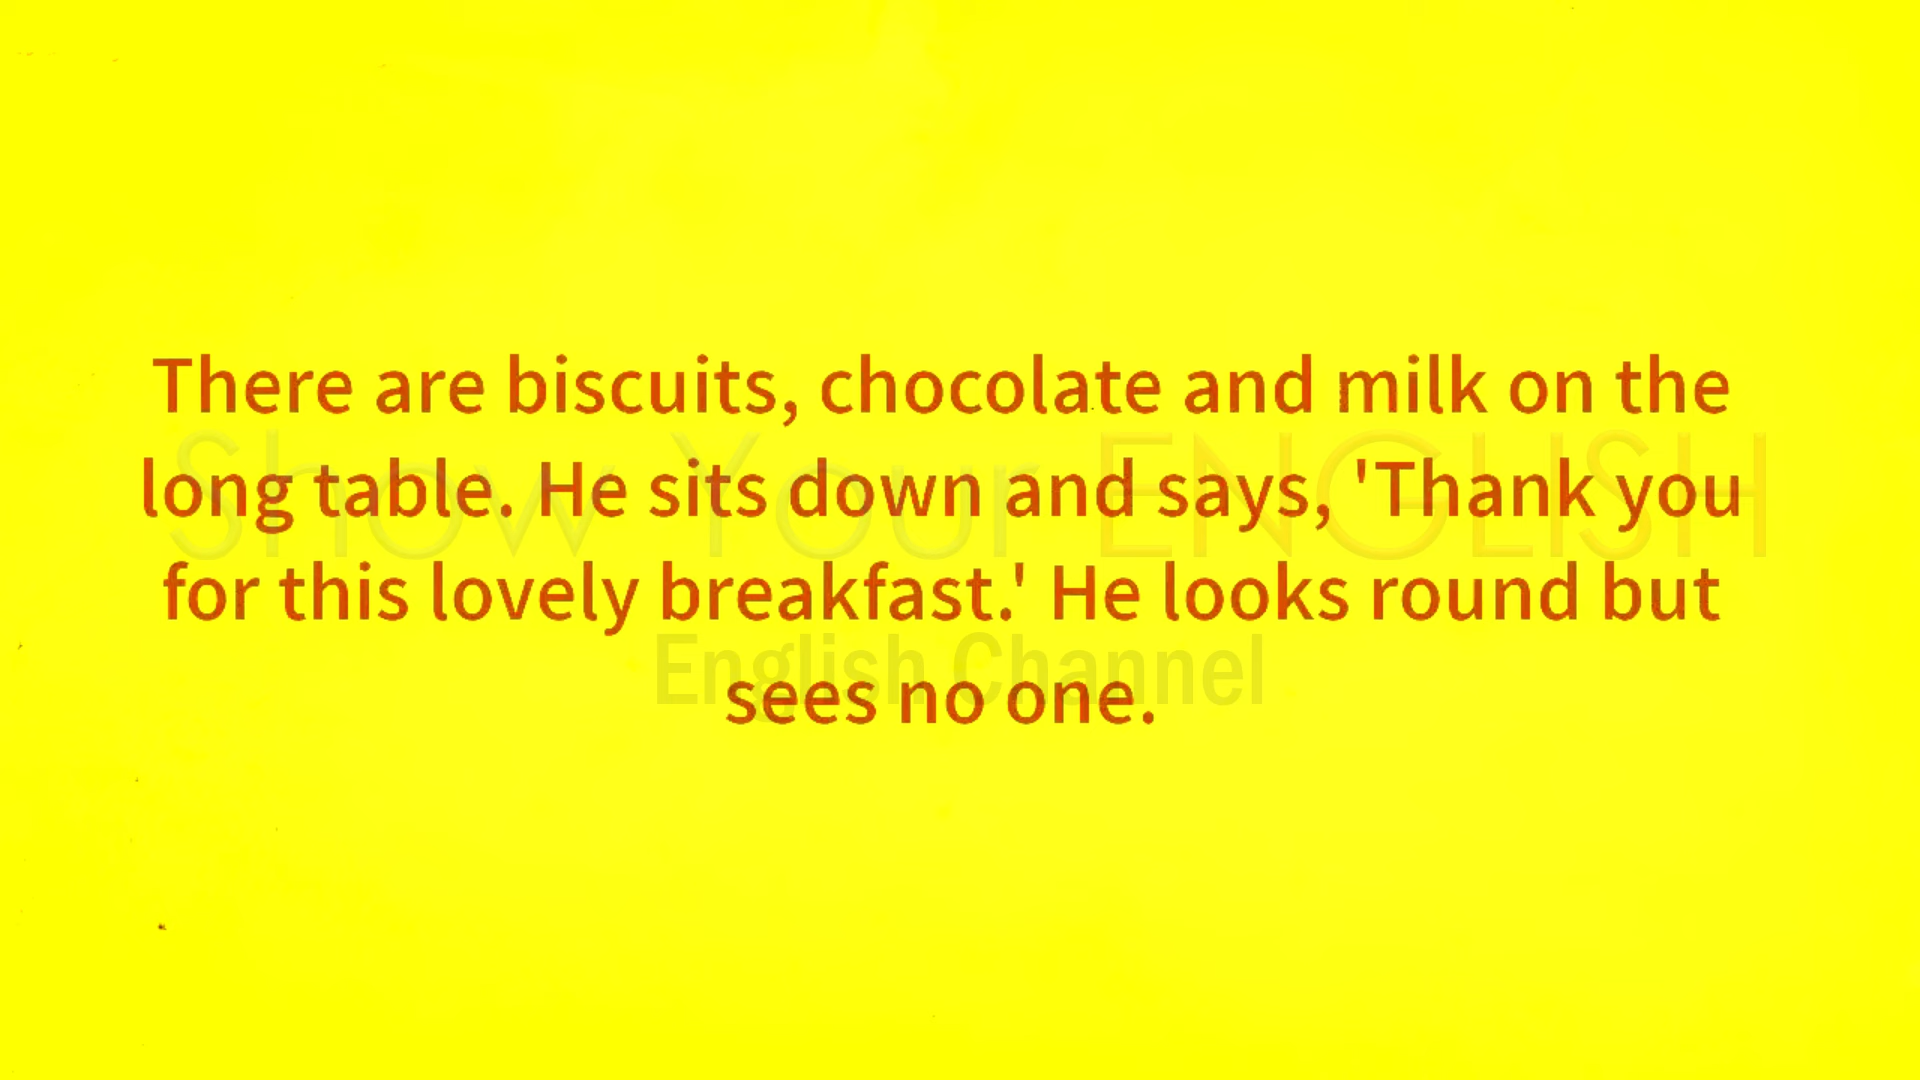 There are biscuits, chocolate and milk on the
long table. He sits down and says, 'Thank you
for this lovely breakfast.' He looks round but
sees no one.
Show Your ENGLISH
English Channel